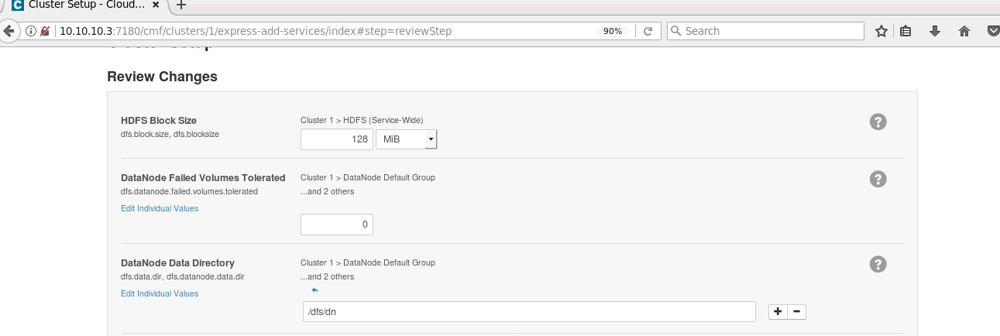 Cluster Setup - Cloud...
10.10.10.3:7180/cmf/clusters/1/express-add-services/index#step=reviewStep
90%
Search
Review Changes
HDFS Block Size
Cluster 1 > HDFS (Service-Wide)
dfs.block.size, dfs.blocksize
128 MiB
DataNode Failed Volumes Tolerated
Cluster 1 > DataNode Default Group
dfs.datanode.failed.volumes.tolerated
...and 2 others
Edit Individual Values
0
DataNode Data Directory
Cluster 1 > DataNode Default Group
dfs.data.dir, dfs.datanode.data.dir
...and 2 others
Edit Individual Values
/dfs/dn